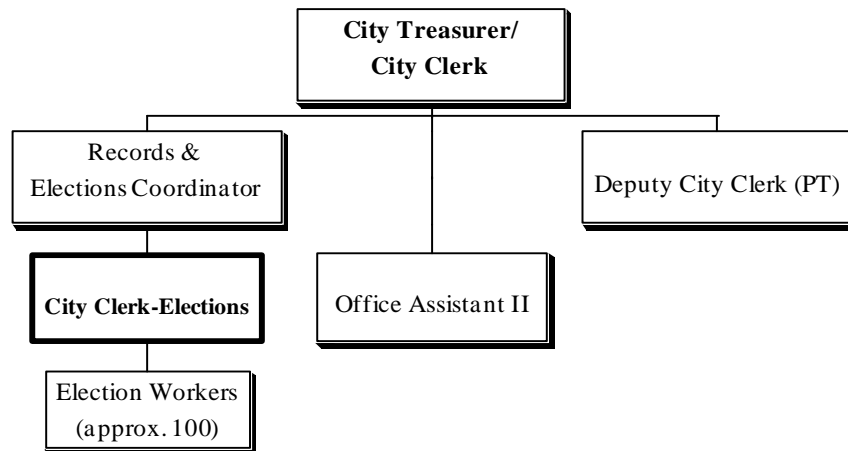 City Treasurer/
City Clerk
Records &
Elections Coordinator
Deputy City Clerk (PT)
City Clerk-Elections
Office Assistant II
Election Workers
(approx. 100)